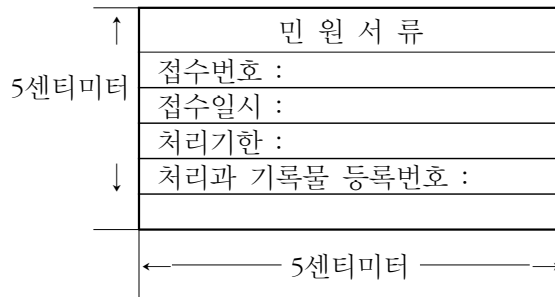 민 원 서 류
접수번호 :
5센티미터
접수일시 :
처리기한 :
처리과 기록물 등록번호 :
5센티미터